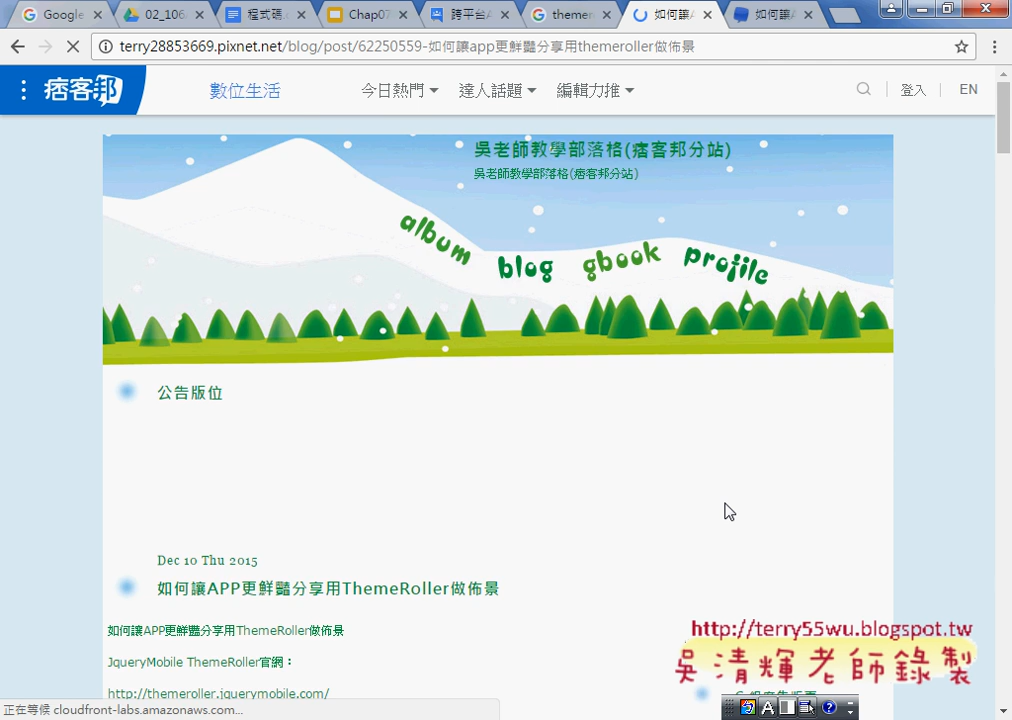 Google
02_106
程式碼
Chap07
跨平台A
themer
如何讓A
如何讓A
terry28853669.pixnet.net/blog/post/62250559-如何讓app更鮮豔分享用themeroller做佈景
痞客邦
數位生活
今日熱門
達人話題
編輯力推
登入
EN
吳老師教學部落格(痞客邦分站)
吳老師教學部落格(痞客邦分站)
album
blog
gbook
profile
公告版位
Dec 10 Thu 2015
如何讓APP更鮮豔分享用ThemeRoller做佈景
如何讓APP更鮮豔分享用ThemeRoller做佈景
JqueryMobile ThemeRoller官網：
http://themeroller.jquerymobile.com/
http://terry55wu.blogspot.tw
吳清輝老師錄製
正在等候 cloudfront-labs.amazonaws.com...